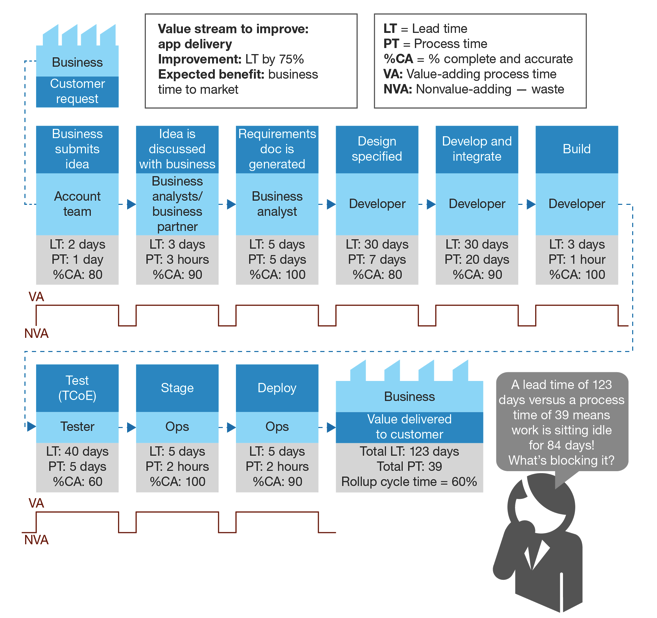 Business
Customer
request
Value stream to improve:
app delivery
Improvement: LT by 75%
Expected benefit: business
time to market
LT = Lead time
PT = Process time
%CA = % complete and accurate
VA: Value-adding process time
NVA: Nonvalue-adding — waste
Business
submits
idea
Account
team
LT: 2 days
PT: 1 day
%CA: 80
Idea is
discussed
with business
Business
analysts/
business
partner
LT: 3 days
PT: 3 hours
%CA: 90
Requirements
doc is
generated
Business
analyst
LT: 5 days
PT: 5 days
%CA: 100
Design
specified
Developer
LT: 30 days
PT: 7 days
%CA: 80
Develop and
integrate
Developer
LT: 30 days
PT: 20 days
%CA: 90
Build
Developer
LT: 3 days
PT: 1 hour
%CA: 100
VA
NVA
Test
(TCoE)
Tester
LT: 40 days
PT: 5 days
%CA: 60
Stage
Ops
LT: 5 days
PT: 2 hours
%CA: 100
Deploy
Ops
LT: 5 days
PT: 2 hours
%CA: 90
Business
Value delivered
to customer
Total LT: 123 days
Total PT: 39
Rollup cycle time = 60%
A lead time of 123
days versus a process
time of 39 means
work is sitting idle
for 84 days!
What's blocking it?
VA
NVA